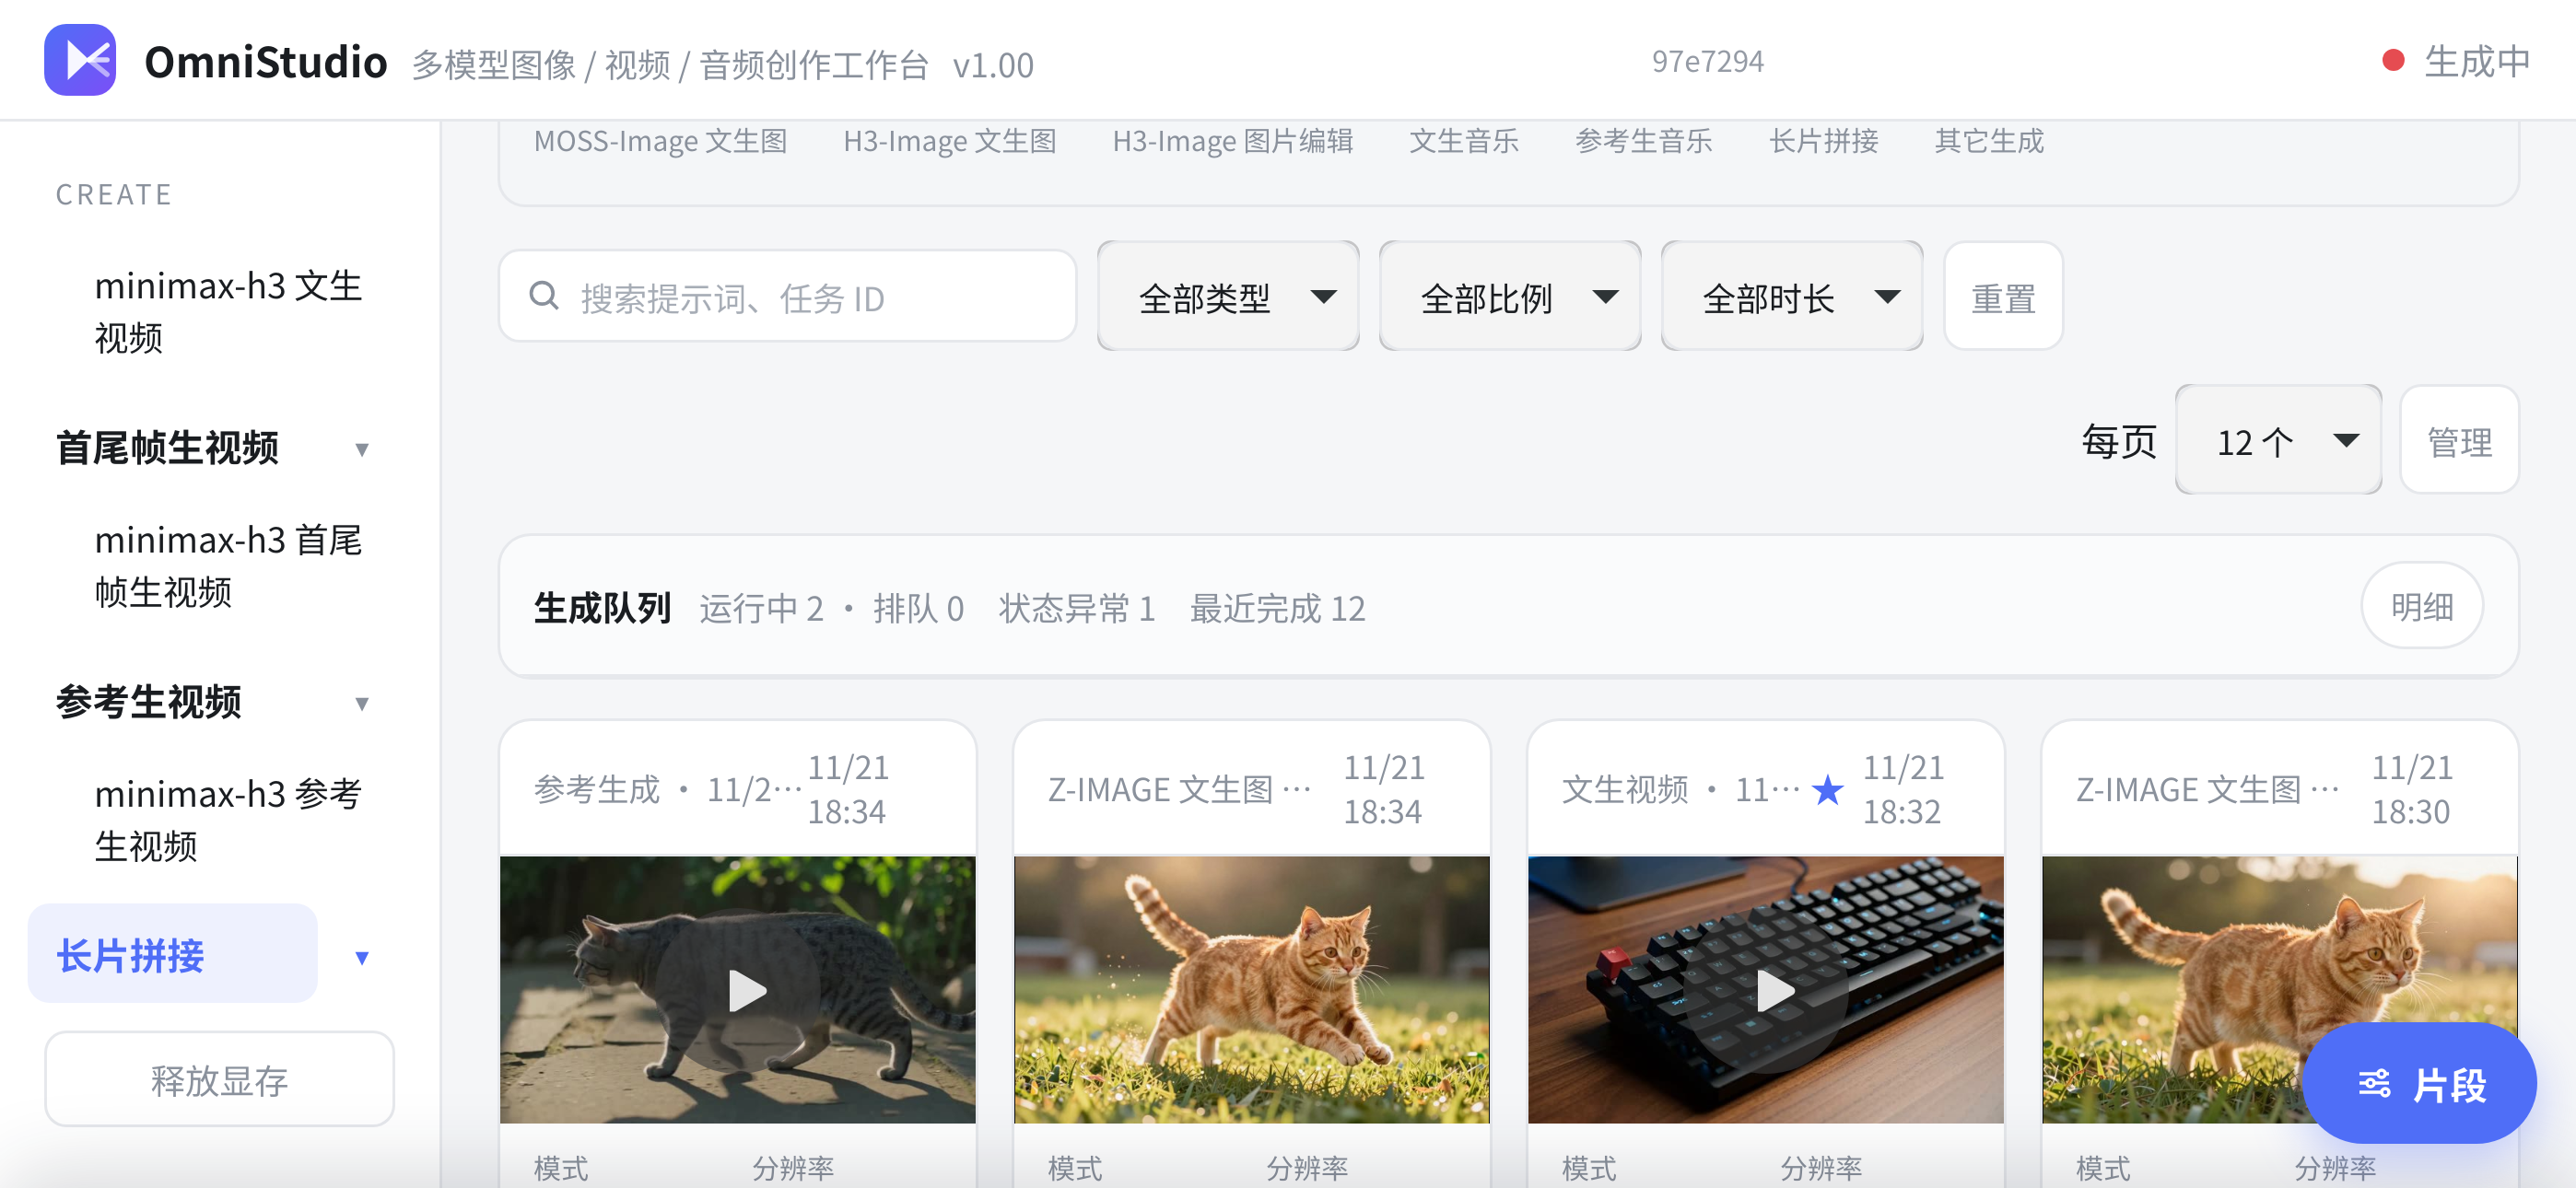 OmniStudio 多模型图像 / 视频 / 音频创作工作台 v1.00
97e7294
生成中
CREATE
minimax-h3 文生
视频
首尾帧生视频
minimax-h3 首尾
帧生视频
参考生视频
minimax-h3 参考
生视频
长片拼接
释放显存
MOSS-Image 文生图 H3-Image 文生图 H3-Image 图片编辑 文生音乐 参考生音乐 长片拼接 其它生成
搜索提示词、任务 ID
全部类型
全部比例
全部时长
重置
每页
12 个
管理
生成队列 运行中 2 · 排队 0 状态异常 1 最近完成 12
明细
参考生成 · 11/2…
11/21
18:34
Z-IMAGE 文生图 …
11/21
18:34
文生视频 · 11… ★
11/21
18:32
Z-IMAGE 文生图 …
11/21
18:30
片段
模式 分辨率
模式 分辨率
模式 分辨率
模式 分辨率